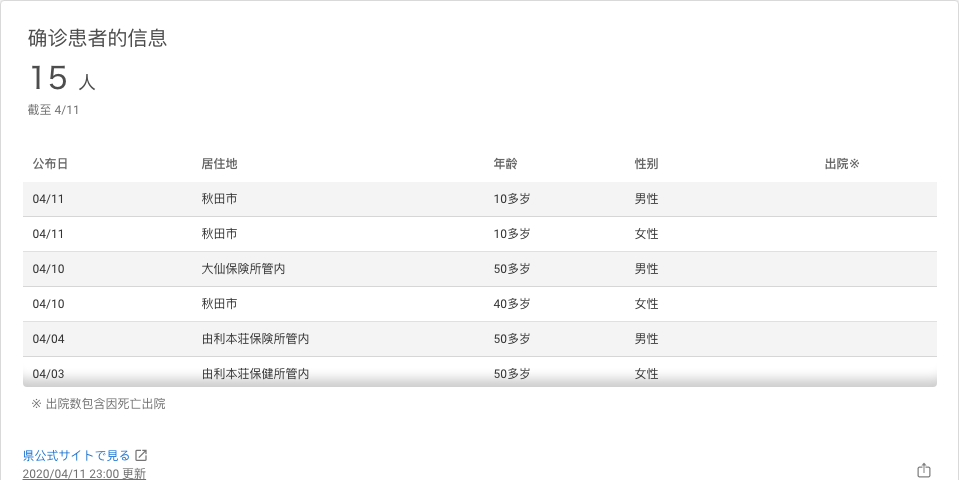 确诊患者的信息
15 人
截至 4/11
公布日 居住地 年龄 性别 出院※
04/11 秋田市 10多岁 男性
04/11 秋田市 10多岁 女性
04/10 大仙保険所管内 50多岁 男性
04/10 秋田市 40多岁 女性
04/04 由利本荘保険所管内 50多岁 男性
04/03 由利本荘保健所管内 50多岁 女性
※ 出院数包含因死亡出院
県公式サイトで見る
2020/04/11 23:00 更新